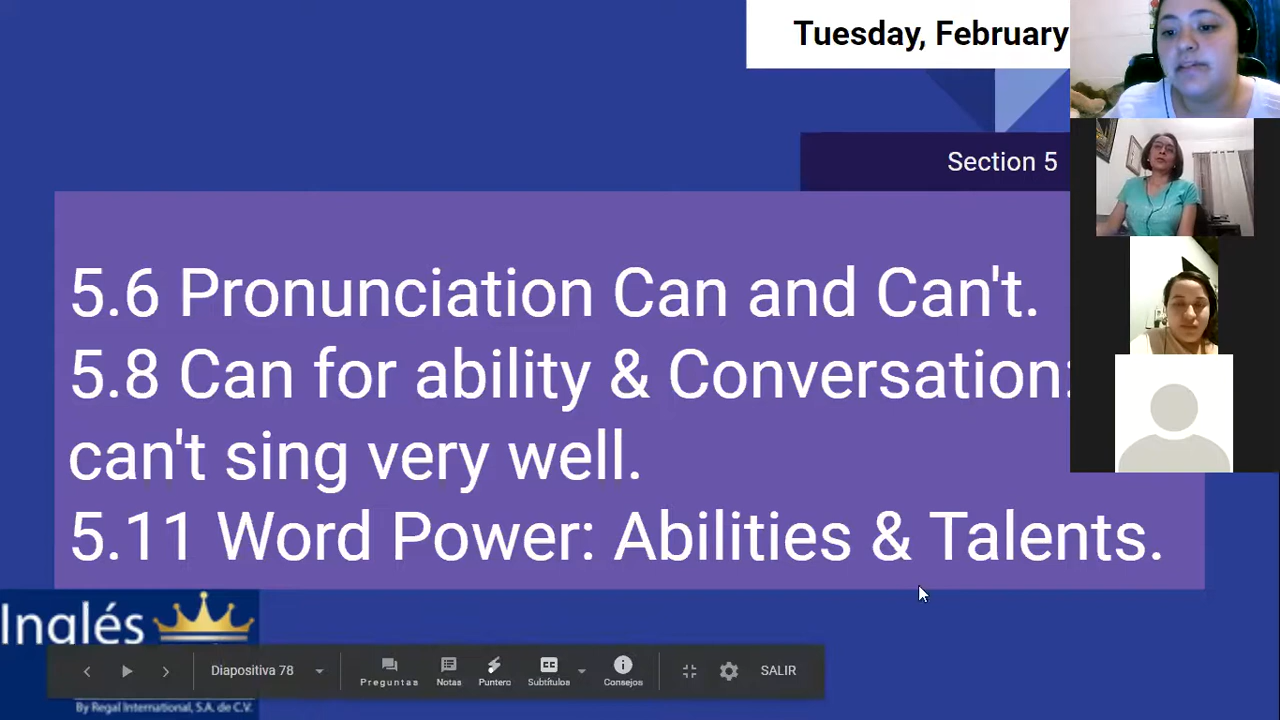 Tuesday, February
Section 5
5.6 Pronunciation Can and Can't.
5.8 Can for ability & Conversation:
can't sing very well.
5.11 Word Power: Abilities & Talents.
Inglés
Diapositiva 78
Preguntas
Notas
Puntero
Subtítulos
Consejos
SALIR
By Regal International, S.A. de C.V.